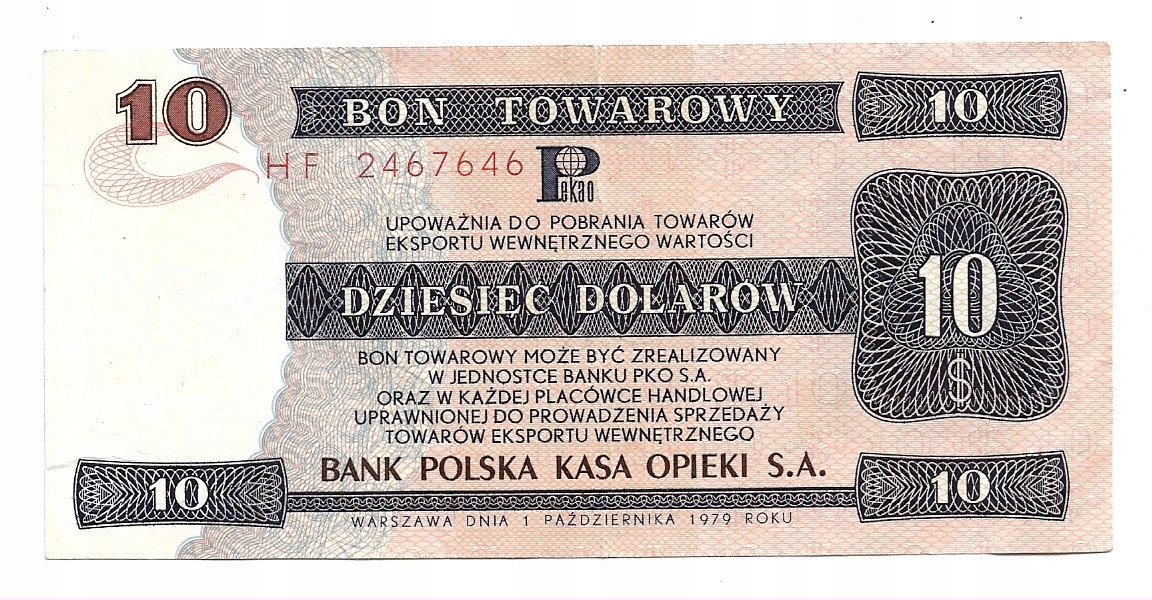 10
BON TOWAROWY
10
HF 2467646
Pekao
UPOWAŻNIA DO POBRANIA TOWARÓW
EKSPORTU WEWNĘTRZNEGO WARTOŚCI
DZIESIĘĆ DOLARÓW
10
$
BON TOWAROWY MOŻE BYĆ ZREALIZOWANY
W JEDNOSTCE BANKU PKO S.A.
ORAZ W KAŻDEJ PLACÓWCE HANDLOWEJ
UPRAWNIONEJ DO PROWADZENIA SPRZEDAŻY
TOWARÓW EKSPORTU WEWNĘTRZNEGO
BANK POLSKA KASA OPIEKI S.A.
10
10
WARSZAWA DNIA 1 PAŹDZIERNIKA 1979 ROKU